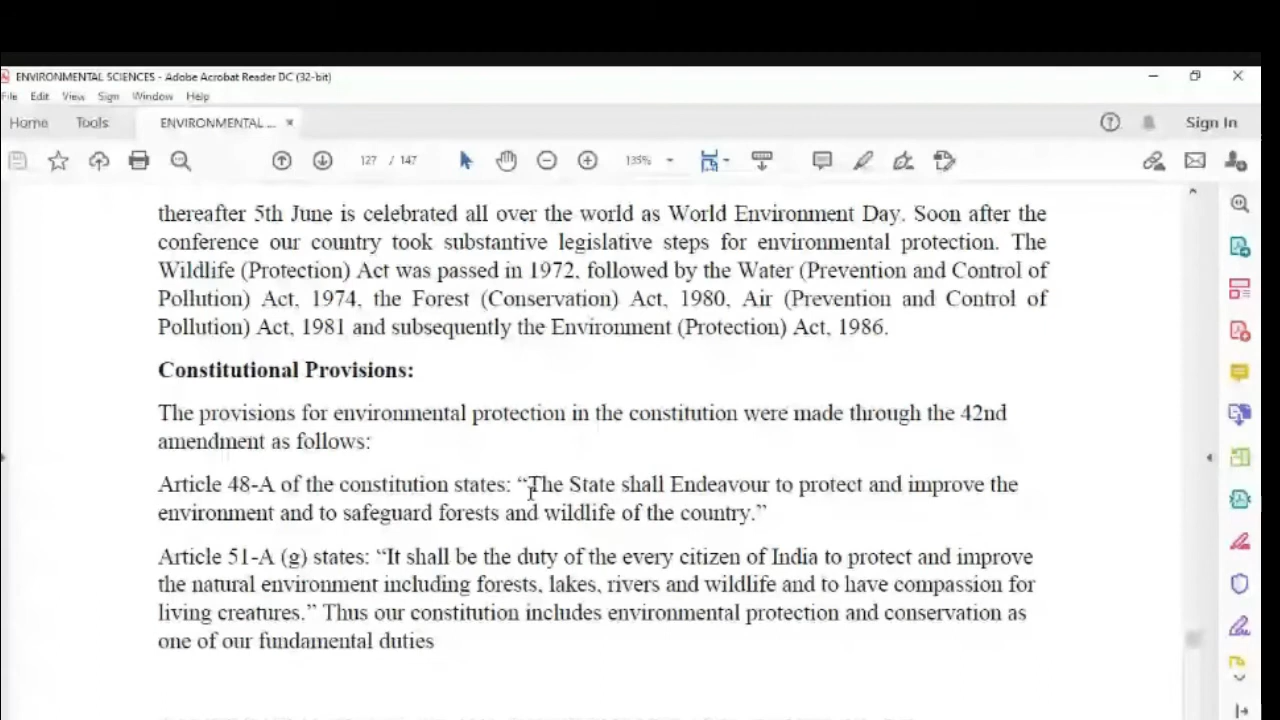 ENVIRONMENTAL SCIENCES - Adobe Acrobat Reader DC (32-bit)
File Edit View Sign Window Help
Home Tools ENVIRONMENTAL ... × Sign In
127 / 147 135%
thereafter 5th June is celebrated all over the world as World Environment Day. Soon after the
conference our country took substantive legislative steps for environmental protection. The
Wildlife (Protection) Act was passed in 1972, followed by the Water (Prevention and Control of
Pollution) Act, 1974, the Forest (Conservation) Act, 1980, Air (Prevention and Control of
Pollution) Act, 1981 and subsequently the Environment (Protection) Act, 1986.
Constitutional Provisions:
The provisions for environmental protection in the constitution were made through the 42nd
amendment as follows:
Article 48-A of the constitution states: “The State shall Endeavour to protect and improve the
environment and to safeguard forests and wildlife of the country.”
Article 51-A (g) states: “It shall be the duty of the every citizen of India to protect and improve
the natural environment including forests, lakes, rivers and wildlife and to have compassion for
living creatures.” Thus our constitution includes environmental protection and conservation as
one of our fundamental duties